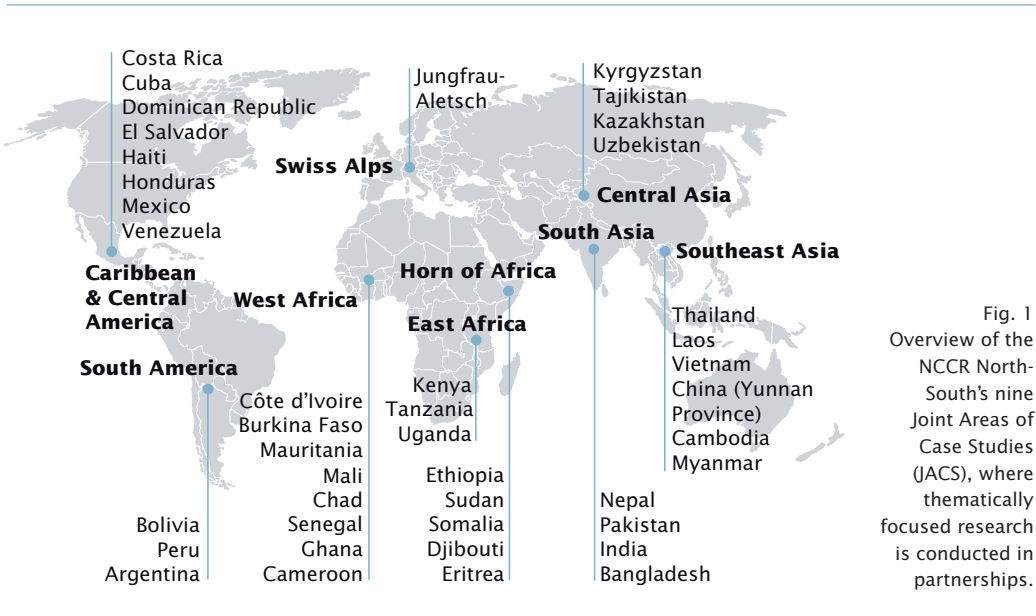 Costa Rica
Cuba
Dominican Republic
El Salvador
Haiti
Honduras
Mexico
Venezuela
Caribbean
& Central
America
Jungfrau-
Aletsch
Swiss Alps
Kyrgyzstan
Tajikistan
Kazakhstan
Uzbekistan
Central Asia
South Asia
Southeast Asia
Horn of Africa
West Africa
East Africa
South America
Bolivia
Peru
Argentina
Côte d’Ivoire
Burkina Faso
Mauritania
Mali
Chad
Senegal
Ghana
Cameroon
Kenya
Tanzania
Uganda
Ethiopia
Sudan
Somalia
Djibouti
Eritrea
Nepal
Pakistan
India
Bangladesh
Thailand
Laos
Vietnam
China (Yunnan
Province)
Cambodia
Myanmar
Fig. 1
Overview of the
NCCR North-
South’s nine
Joint Areas of
Case Studies
(JACS), where
thematically
focused research
is conducted in
partnerships.